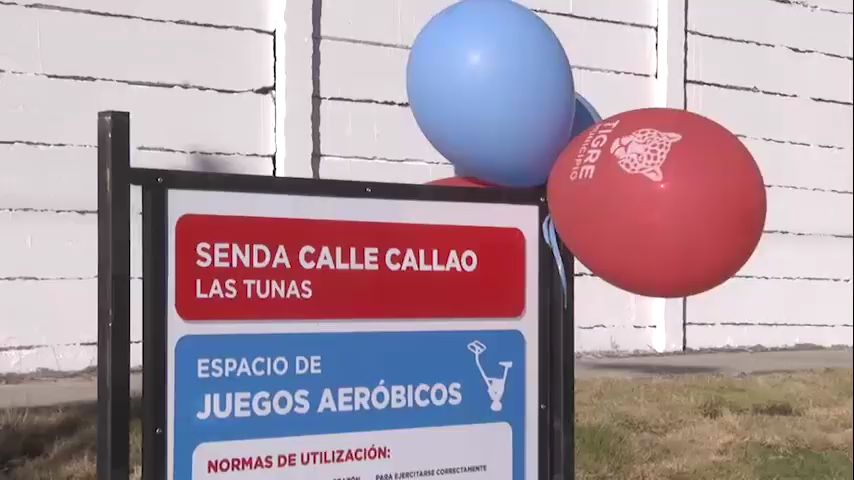 SENDA CALLE CALLAO
LAS TUNAS
ESPACIO DE
JUEGOS AERÓBICOS
NORMAS DE UTILIZACIÓN:
PARA EJERCITARSE CORRECTAMENTE
TIGRE
MUNICIPIO